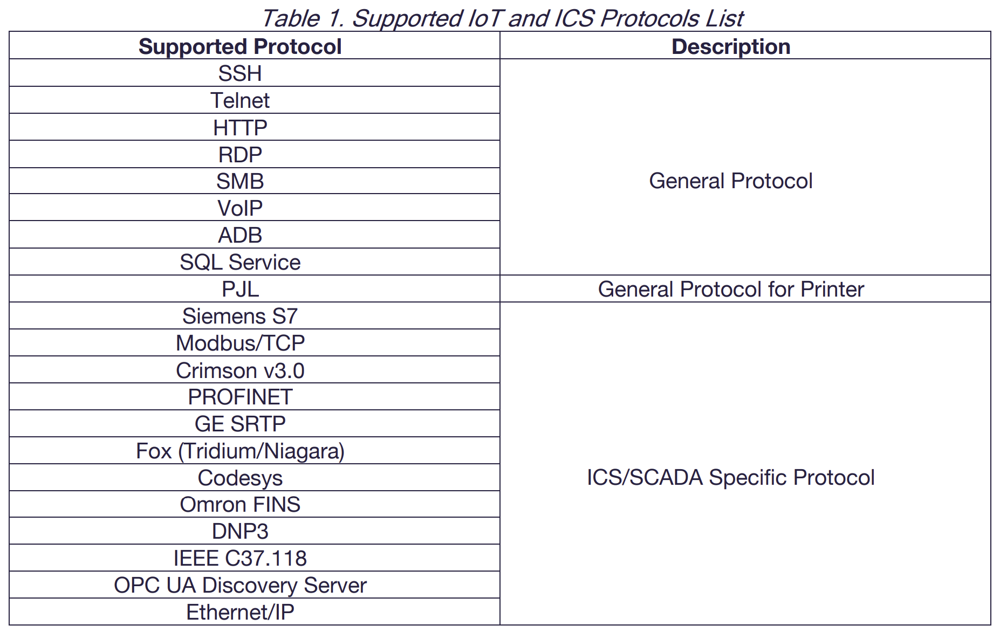 Table 1. Supported IoT and ICS Protocols List
Supported Protocol Description
SSH
Telnet
HTTP
RDP
SMB
General Protocol
VoIP
ADB
SQL Service
PJL General Protocol for Printer
Siemens S7
Modbus/TCP
Crimson v3.0
PROFINET
GE SRTP
Fox (Tridium/Niagara)
Codesys
ICS/SCADA Specific Protocol
Omron FINS
DNP3
IEEE C37.118
OPC UA Discovery Server
Ethernet/IP